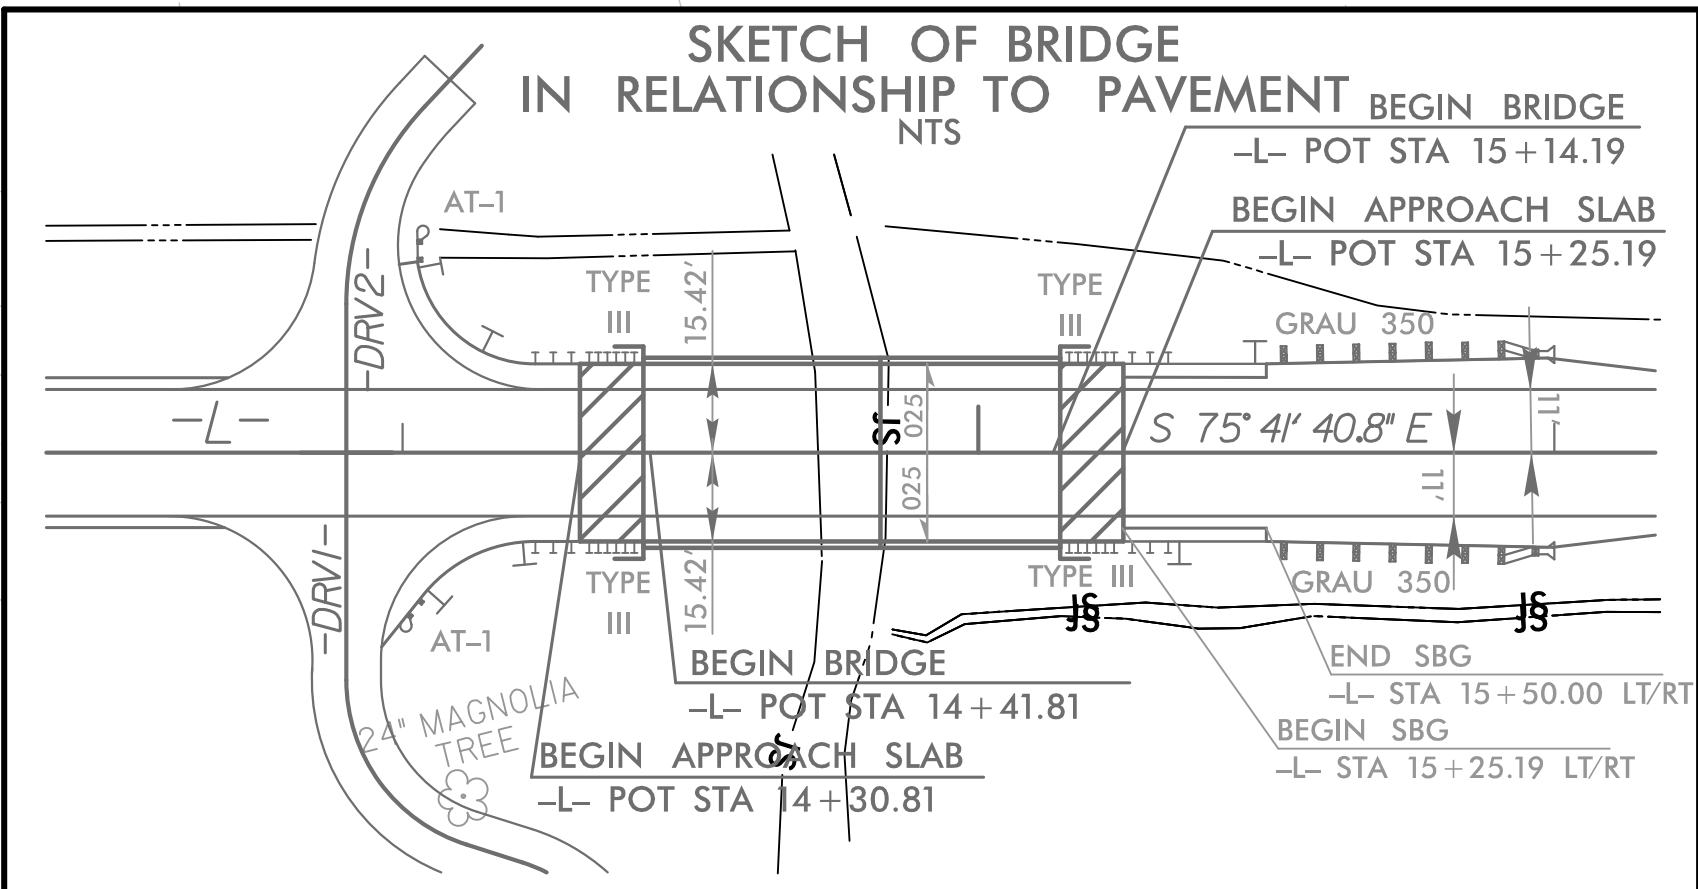 SKETCH OF BRIDGE
IN RELATIONSHIP TO PAVEMENT
NTS
BEGIN BRIDGE
-L- POT STA 15+14.19
BEGIN APPROACH SLAB
-L- POT STA 15+25.19
AT-1
-DRV2-
TYPE
III
15.42'
TYPE
III
GRAU 350
-L-
025
S 75° 41' 40.8" E
11'
025
11'
-DRV1-
TYPE
III
15.42'
TYPE III
GRAU 350
AT-1
BEGIN BRIDGE
-L- POT STA 14+41.81
END SBG
-L- STA 15+50.00 LT/RT
24" MAGNOLIA
TREE
BEGIN SBG
-L- STA 15+25.19 LT/RT
BEGIN APPROACH SLAB
-L- POT STA 14+30.81